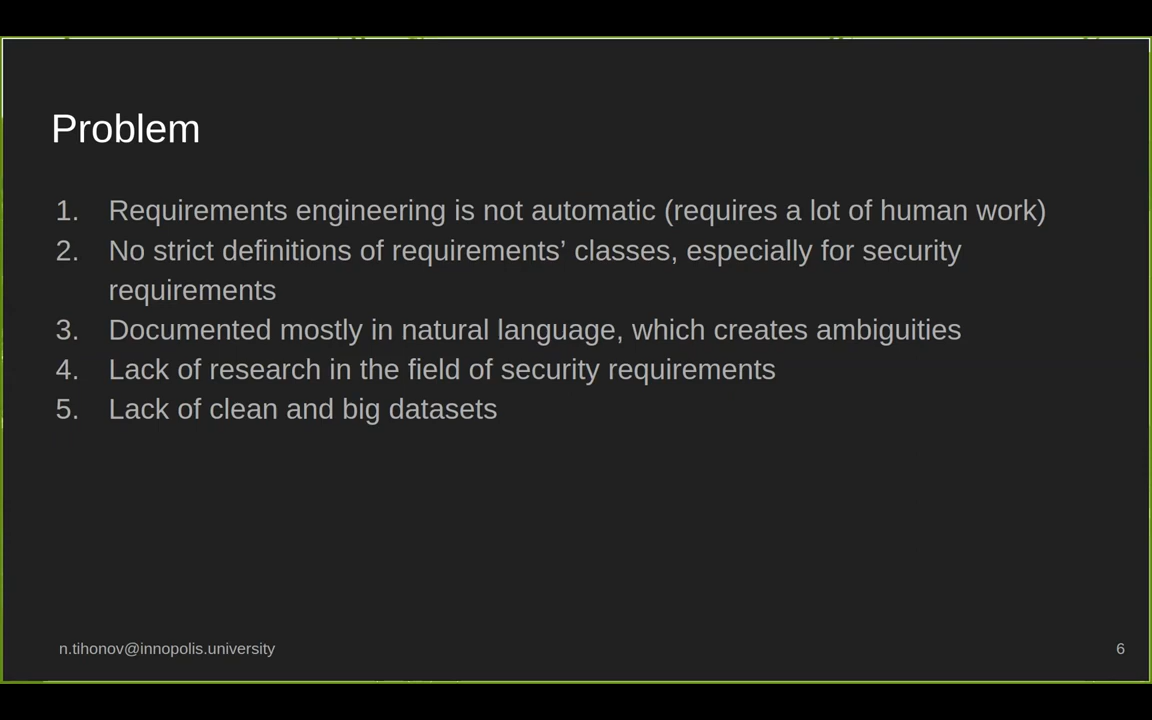 Problem
1. Requirements engineering is not automatic (requires a lot of human work)
2. No strict definitions of requirements’ classes, especially for security
requirements
3. Documented mostly in natural language, which creates ambiguities
4. Lack of research in the field of security requirements
5. Lack of clean and big datasets
n.tihonov@innopolis.university
6